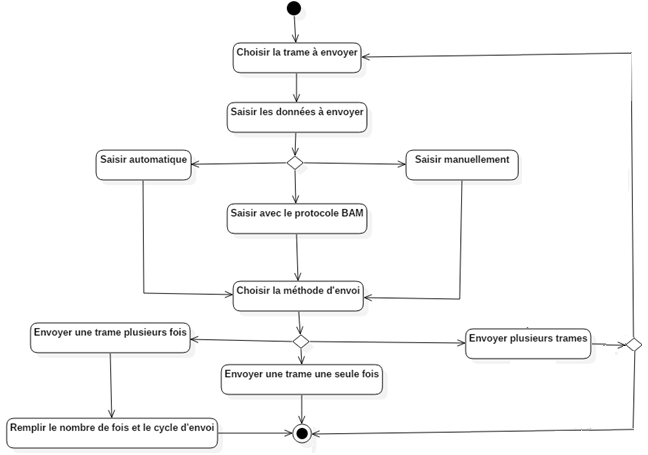 Choisir la trame à envoyer
Saisir les données à envoyer
Saisir automatique
Saisir manuellement
Saisir avec le protocole BAM
Choisir la méthode d'envoi
Envoyer une trame plusieurs fois
Envoyer plusieurs trames
Envoyer une trame une seule fois
Remplir le nombre de fois et le cycle d'envoi